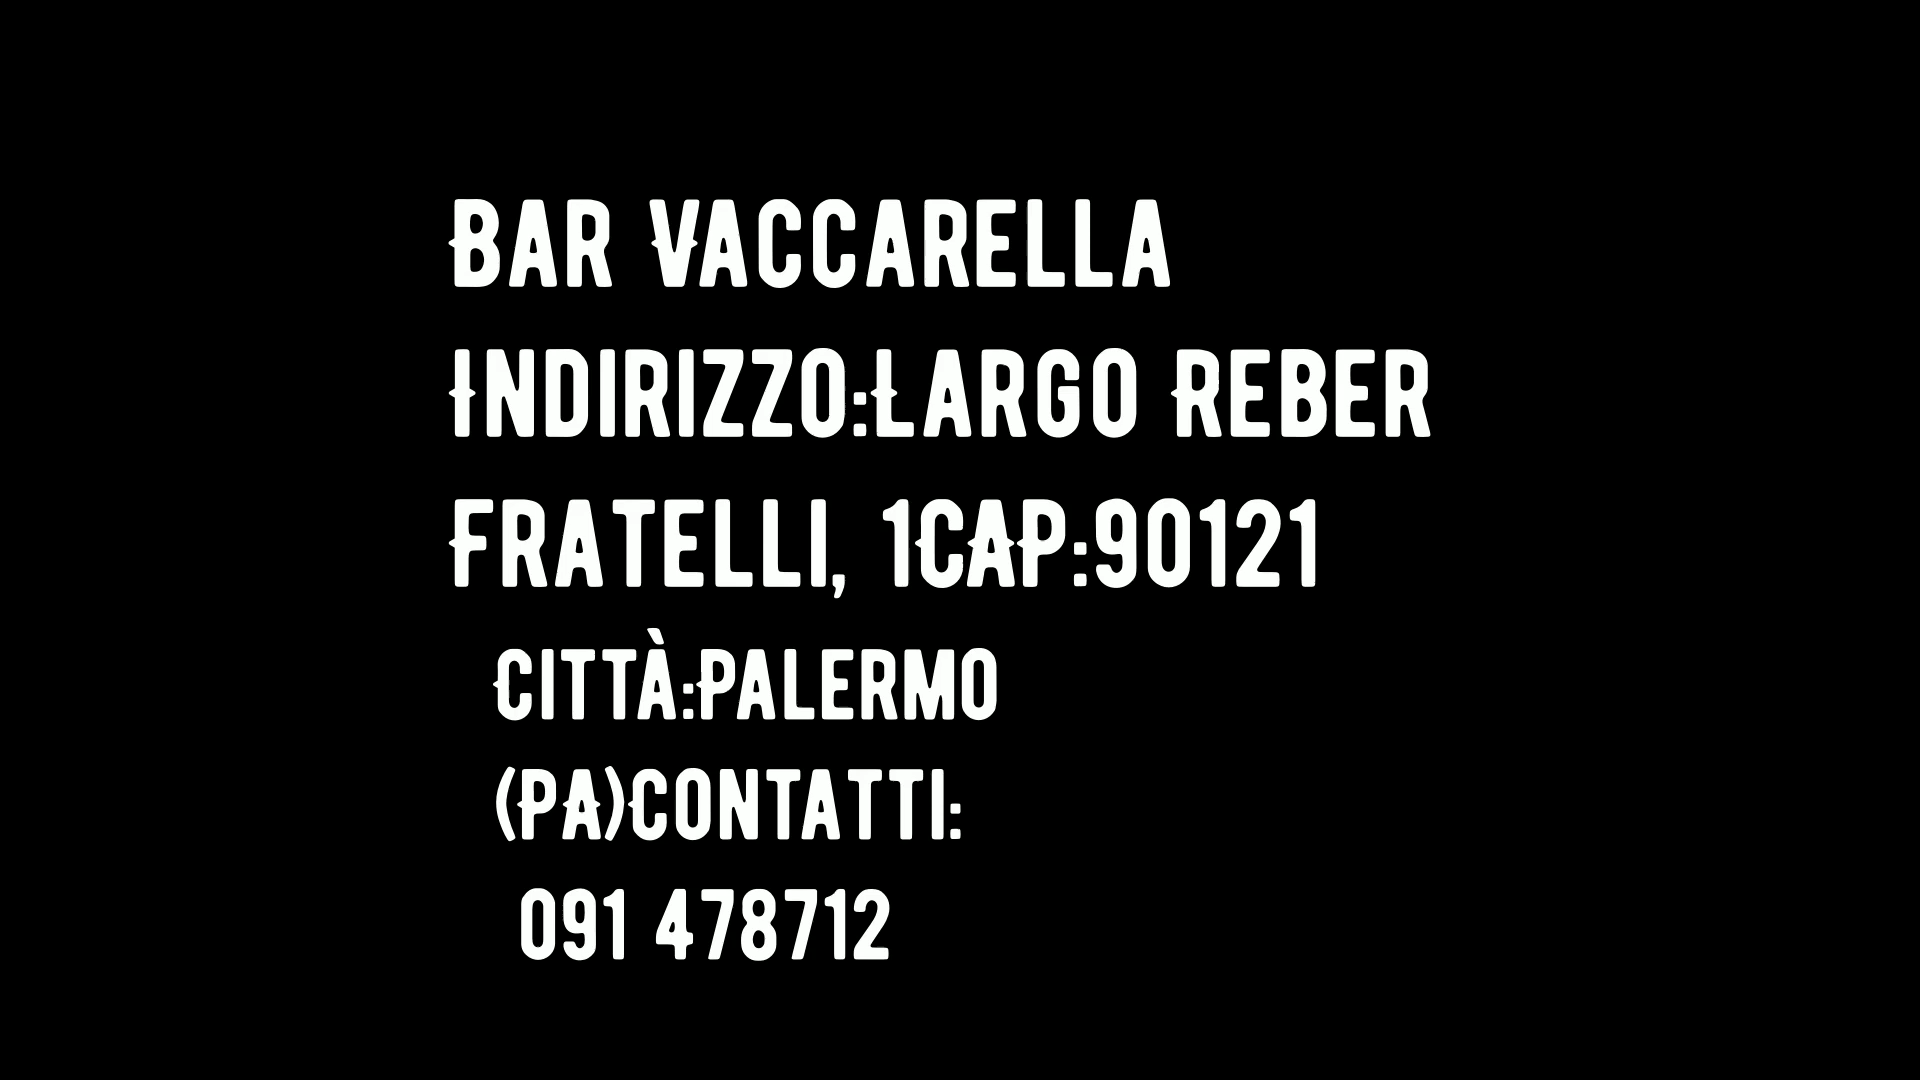 Bar Vaccarella
Indirizzo:Largo Reber
Fratelli, 1CAP:90121
Città:Palermo
(PA)Contatti:
091 478712